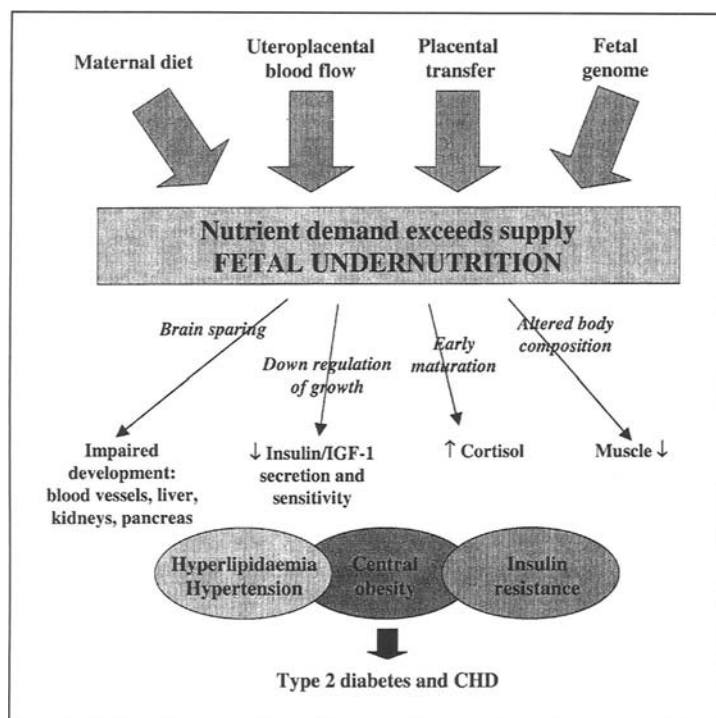 Maternal diet
Uteroplacental
blood flow
Placental
transfer
Fetal
genome
Nutrient demand exceeds supply
FETAL UNDERNUTRITION
Brain sparing
Down regulation
of growth
Early
maturation
Altered body
composition
Impaired
development:
blood vessels, liver,
kidneys, pancreas
↓ Insulin/IGF-1
secretion and
sensitivity
↑ Cortisol
Muscle ↓
Hyperlipidaemia
Hypertension
Central
obesity
Insulin
resistance
Type 2 diabetes and CHD